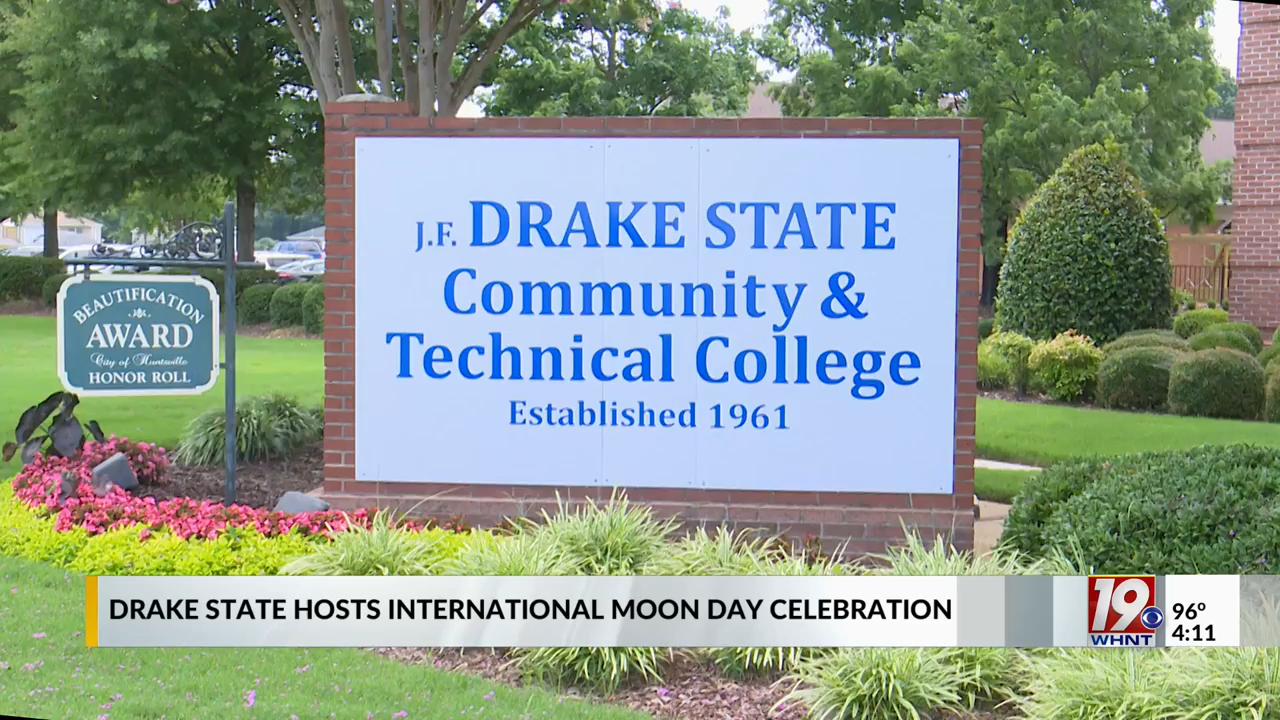 J.F. DRAKE STATE
Community &
Technical College
Established 1961
BEAUTIFICATION
AWARD
City of Huntsville
HONOR ROLL
DRAKE STATE HOSTS INTERNATIONAL MOON DAY CELEBRATION
19
WHNT
96°
4:11